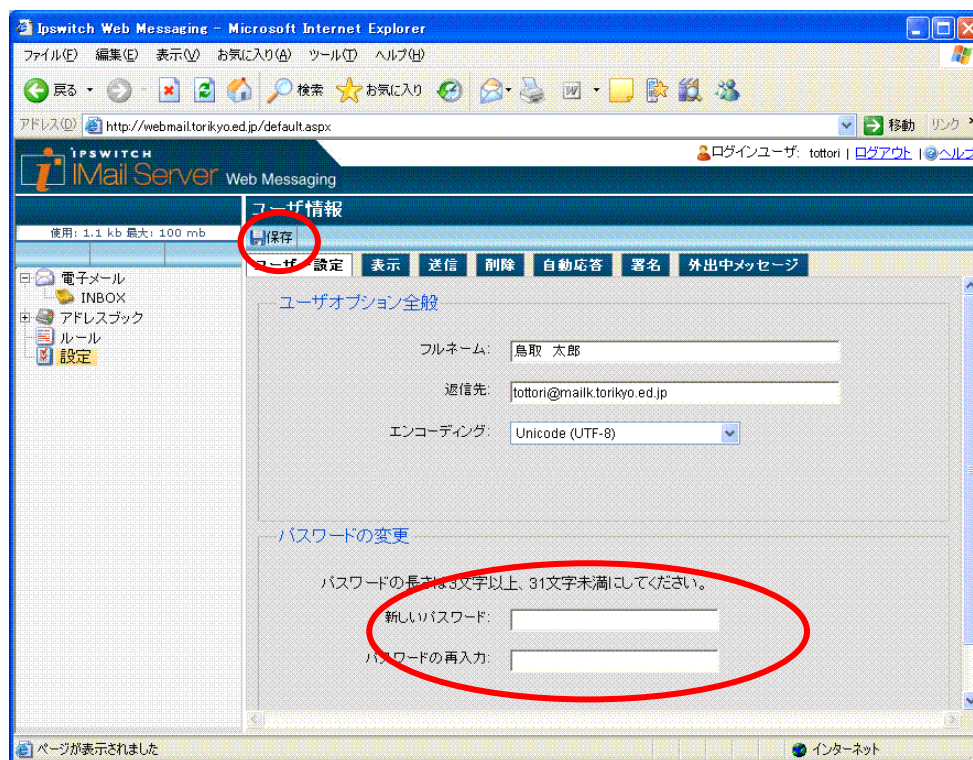 Ipswitch Web Messaging - Microsoft Internet Explorer
ファイル(F) 編集(E) 表示(V) お気に入り(A) ツール(T) ヘルプ(H)
戻る 検索 お気に入り
アドレス(D) http://webmail.torikyo.ed.jp/default.aspx 移動 リンク
IPSWITCH
IMail Server Web Messaging
ログインユーザ: tottori | ログアウト | ヘルプ
ユーザ情報
使用: 1.1 kb 最大: 100 mb
保存
ユーザー設定 表示 送信 削除 自動応答 署名 外出中メッセージ
電子メール
INBOX
アドレスブック
ルール
設定
ユーザオプション全般
フルネーム: 鳥取 太郎
返信先: tottori@mailk.torikyo.ed.jp
エンコーディング: Unicode (UTF-8)
パスワードの変更
パスワードの長さは3文字以上、31文字未満にしてください。
新しいパスワード:
パスワードの再入力:
ページが表示されました インターネット